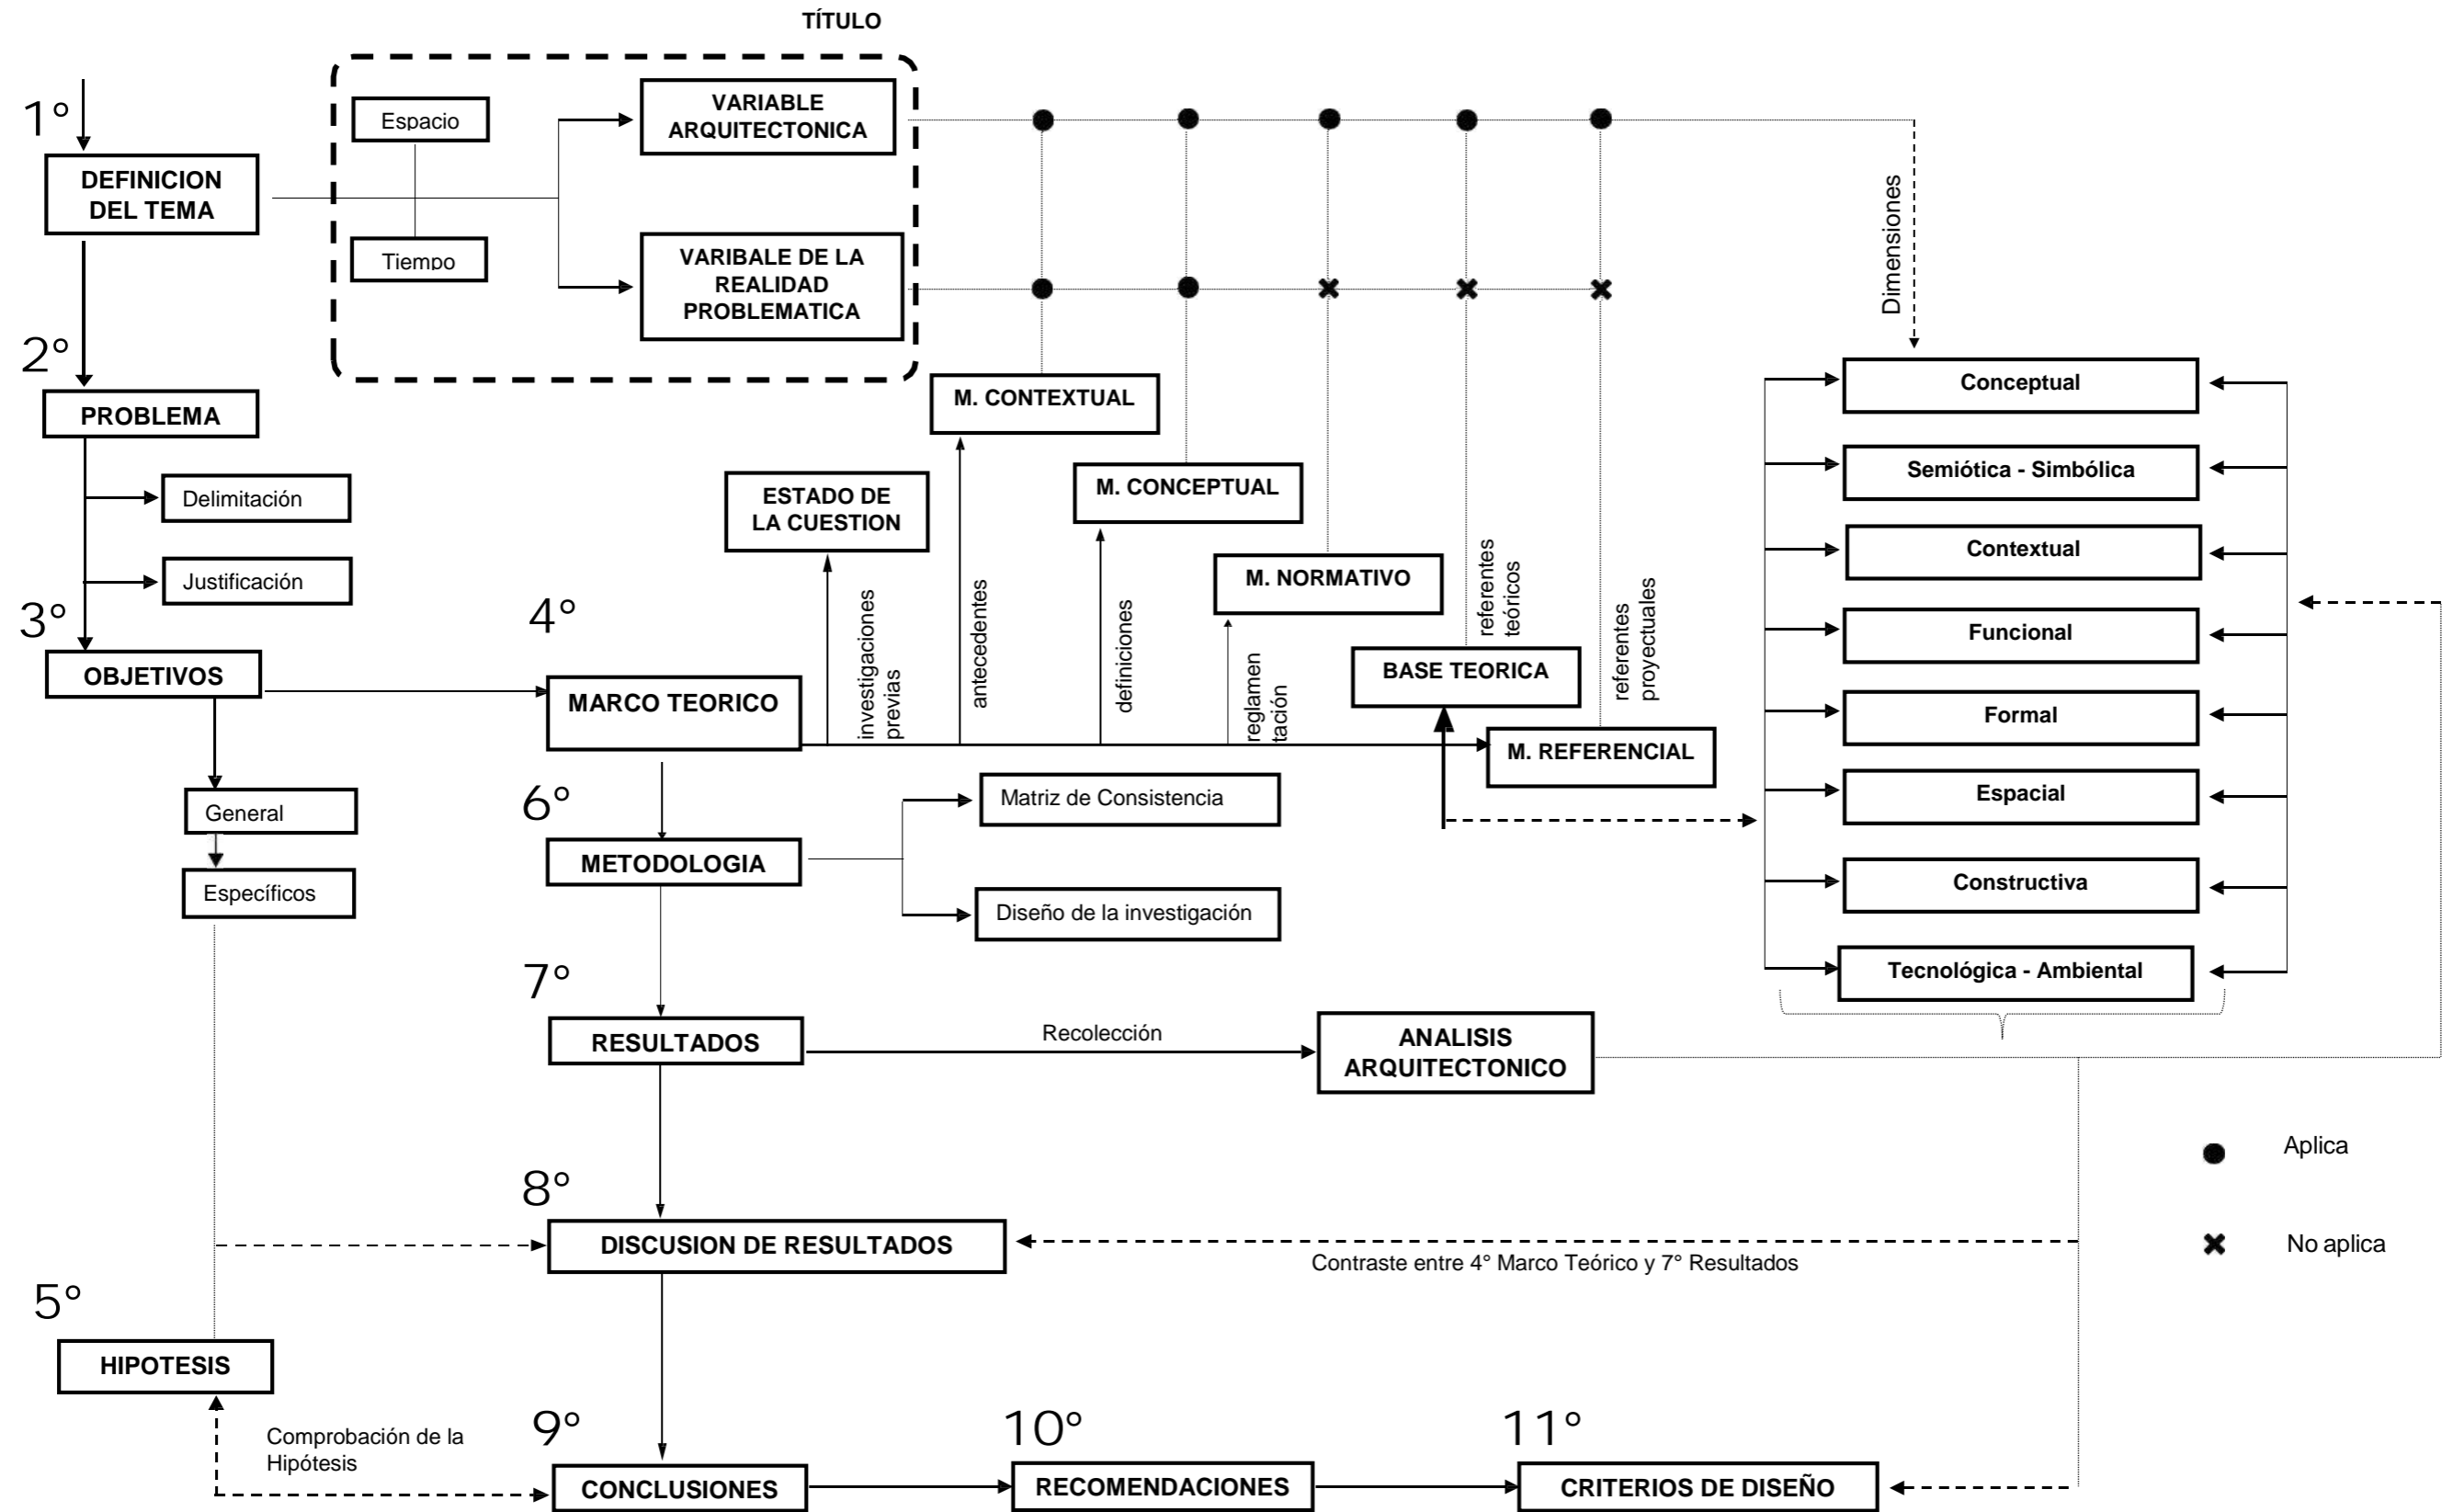 TÍTULO
1°
DEFINICION
DEL TEMA
Espacio
Tiempo
VARIABLE
ARQUITECTONICA
VARIBALE DE LA
REALIDAD
PROBLEMATICA
Dimensiones
2°
PROBLEMA
Delimitación
Justificación
3°
OBJETIVOS
General
Específicos
4°
MARCO TEORICO
ESTADO DE
LA CUESTION
investigaciones
previas
M. CONTEXTUAL
antecedentes
M. CONCEPTUAL
definiciones
M. NORMATIVO
reglamen
tación
BASE TEORICA
referentes
teóricos
M. REFERENCIAL
referentes
proyectuales
Conceptual
Semiótica - Simbólica
Contextual
Funcional
Formal
Espacial
Constructiva
Tecnológica - Ambiental
6°
METODOLOGIA
Matriz de Consistencia
Diseño de la investigación
7°
RESULTADOS
Recolección
ANALISIS
ARQUITECTONICO
Aplica
No aplica
8°
DISCUSION DE RESULTADOS
Contraste entre 4° Marco Teórico y 7° Resultados
5°
HIPOTESIS
Comprobación de la
Hipótesis
9°
CONCLUSIONES
10°
RECOMENDACIONES
11°
CRITERIOS DE DISEÑO